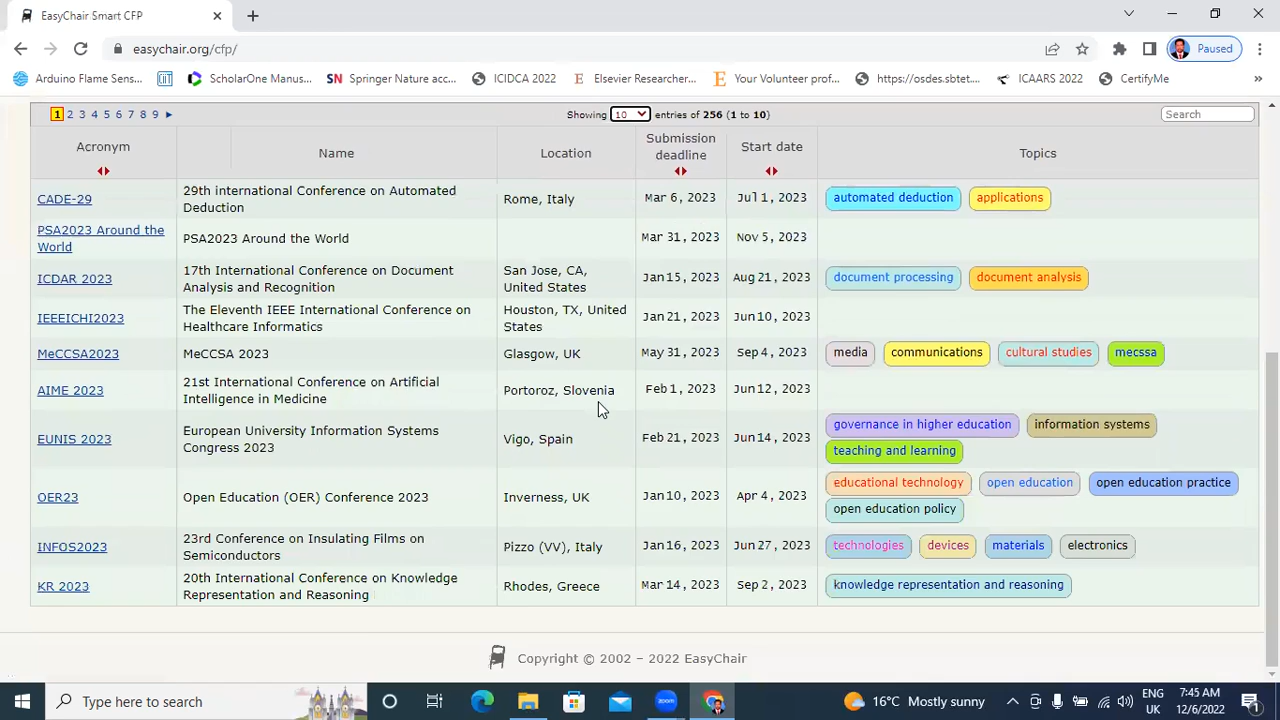 EasyChair Smart CFP
easychair.org/cfp/
Paused
Arduino Flame Sens...
ScholarOne Manus...
SN Springer Nature acc...
ICIDCA 2022
E Elsevier Researcher...
E Your Volunteer prof...
https://osdes.sbtet....
ICAARS 2022
CertifyMe
»
1 2 3 4 5 6 7 8 9
Showing 10 entries of 256 (1 to 10)
Search
Acronym
Name
Location
Submission
deadline
Start date
Topics
CADE-29
29th international Conference on Automated
Deduction
Rome, Italy
Mar 6, 2023
Jul 1, 2023
automated deduction
applications
PSA2023 Around the
World
PSA2023 Around the World
Mar 31, 2023
Nov 5, 2023
ICDAR 2023
17th International Conference on Document
Analysis and Recognition
San Jose, CA,
United States
Jan 15, 2023
Aug 21, 2023
document processing
document analysis
IEEEICHI2023
The Eleventh IEEE International Conference on
Healthcare Informatics
Houston, TX, United
States
Jan 21, 2023
Jun 10, 2023
MeCCSA2023
MeCCSA 2023
Glasgow, UK
May 31, 2023
Sep 4, 2023
media
communications
cultural studies
mecssa
AIME 2023
21st International Conference on Artificial
Intelligence in Medicine
Portoroz, Slovenia
Feb 1, 2023
Jun 12, 2023
EUNIS 2023
European University Information Systems
Congress 2023
Vigo, Spain
Feb 21, 2023
Jun 14, 2023
governance in higher education
information systems
teaching and learning
OER23
Open Education (OER) Conference 2023
Inverness, UK
Jan 10, 2023
Apr 4, 2023
educational technology
open education
open education practice
open education policy
INFOS2023
23rd Conference on Insulating Films on
Semiconductors
Pizzo (VV), Italy
Jan 16, 2023
Jun 27, 2023
technologies
devices
materials
electronics
KR 2023
20th International Conference on Knowledge
Representation and Reasoning
Rhodes, Greece
Mar 14, 2023
Sep 2, 2023
knowledge representation and reasoning
Copyright © 2002 – 2022 EasyChair
Type here to search
zoom
16°C Mostly sunny
ENG
UK
7:45 AM
12/6/2022
1